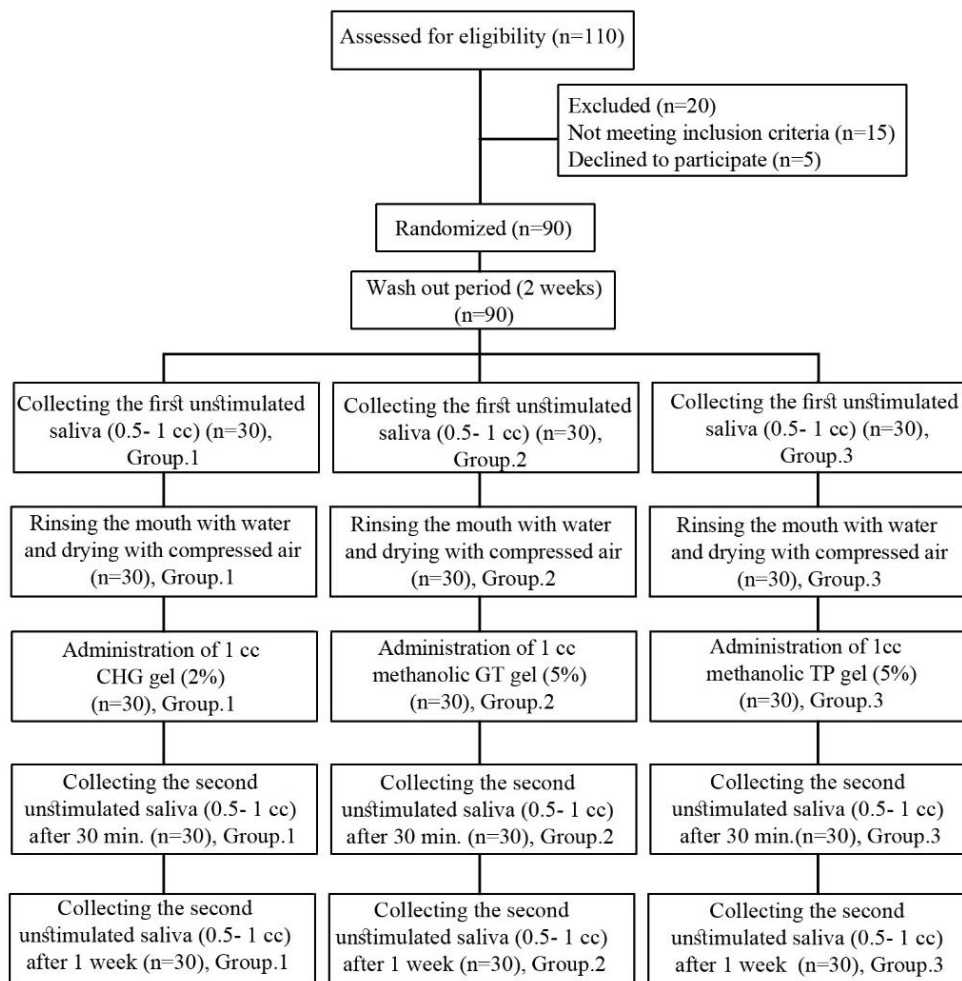 Assessed for eligibility (n=110)
Excluded (n=20)
Not meeting inclusion criteria (n=15)
Declined to participate (n=5)
Randomized (n=90)
Wash out period (2 weeks)
(n=90)
Collecting the first unstimulated
saliva (0.5- 1 cc) (n=30),
Group.1
Collecting the first unstimulated
saliva (0.5- 1 cc) (n=30),
Group.2
Collecting the first unstimulated
saliva (0.5- 1 cc) (n=30),
Group.3
Rinsing the mouth with water
and drying with compressed air
(n=30), Group.1
Rinsing the mouth with water
and drying with compressed air
(n=30), Group.2
Rinsing the mouth with water
and drying with compressed air
(n=30), Group.3
Administration of 1 cc
CHG gel (2%)
(n=30), Group.1
Administration of 1 cc
methanolic GT gel (5%)
(n=30), Group.2
Administration of 1cc
methanolic TP gel (5%)
(n=30), Group.3
Collecting the second
unstimulated saliva (0.5- 1 cc)
after 30 min. (n=30), Group.1
Collecting the second
unstimulated saliva (0.5- 1 cc)
after 30 min. (n=30), Group.2
Collecting the second
unstimulated saliva (0.5- 1 cc)
after 30 min.(n=30), Group.3
Collecting the second
unstimulated saliva (0.5- 1 cc)
after 1 week (n=30), Group.1
Collecting the second
unstimulated saliva (0.5- 1 cc)
after 1 week (n=30), Group.2
Collecting the second
unstimulated saliva (0.5- 1 cc)
after 1 week (n=30), Group.3